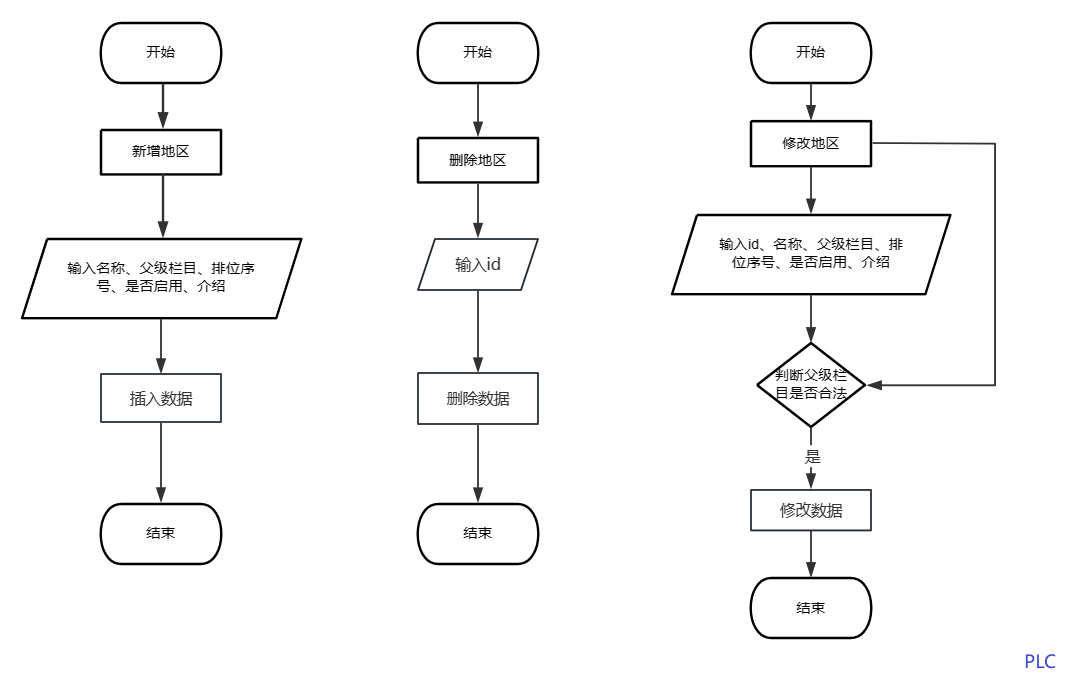 开始
新增地区
输入名称、父级栏目、排位序
号、是否启用、介绍
插入数据
结束
开始
删除地区
输入id
删除数据
结束
开始
修改地区
输入id、名称、父级栏目、排
位序号、是否启用、介绍
判断父级栏
目是否合法
是
修改数据
结束
PLC